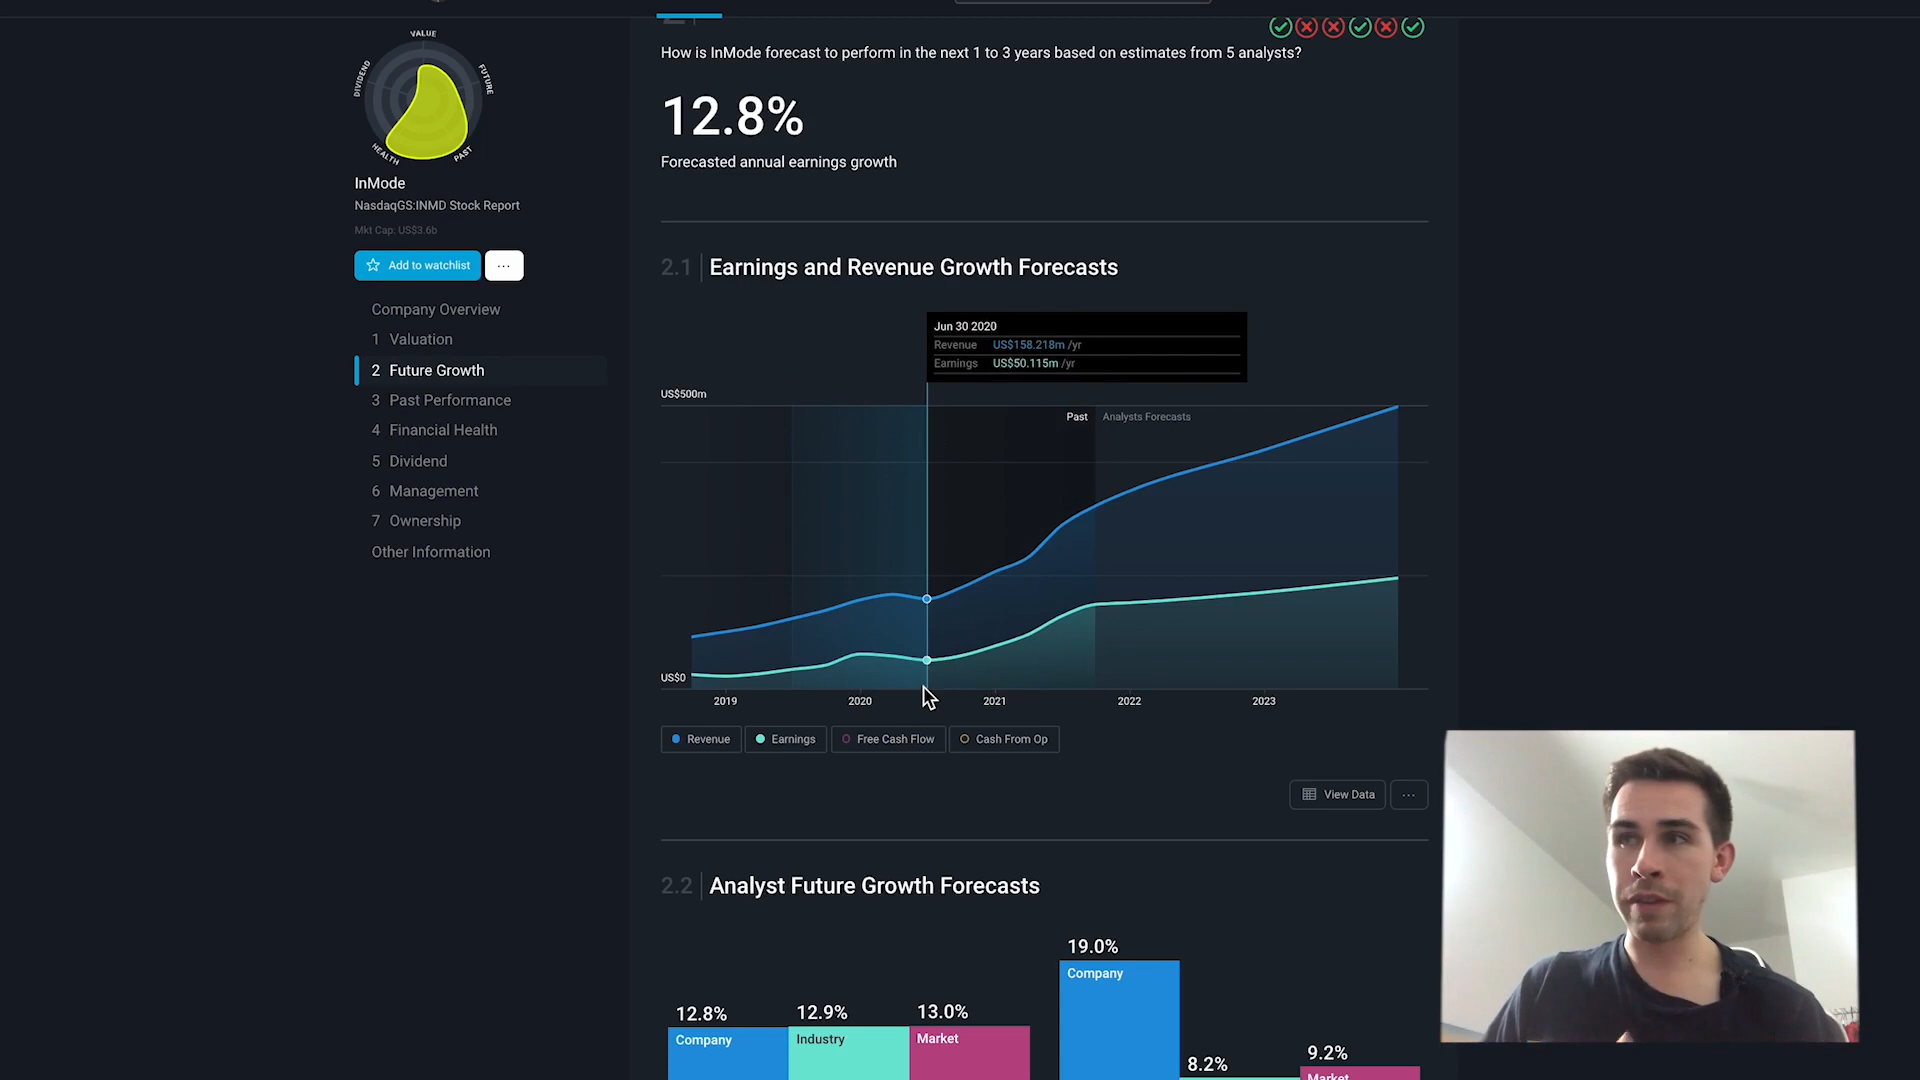 VALUE
FUTURE
DIVIDEND
HEALTH
PAST
InMode
NasdaqGS:INMD Stock Report
Mkt Cap: US$3.6b
Add to watchlist
...
Company Overview
1 Valuation
2 Future Growth
3 Past Performance
4 Financial Health
5 Dividend
6 Management
7 Ownership
Other Information
How is InMode forecast to perform in the next 1 to 3 years based on estimates from 5 analysts?
12.8%
Forecasted annual earnings growth
2.1 Earnings and Revenue Growth Forecasts
Jun 30 2020
Revenue US$158.218m /yr
Earnings US$50.115m /yr
US$500m
Past Analysts Forecasts
US$0
2019 2020 2021 2022 2023
Revenue Earnings Free Cash Flow Cash From Op
View Data ...
2.2 Analyst Future Growth Forecasts
12.8%
Company
12.9%
Industry
13.0%
Market
19.0%
Company
8.2%
9.2%
Market